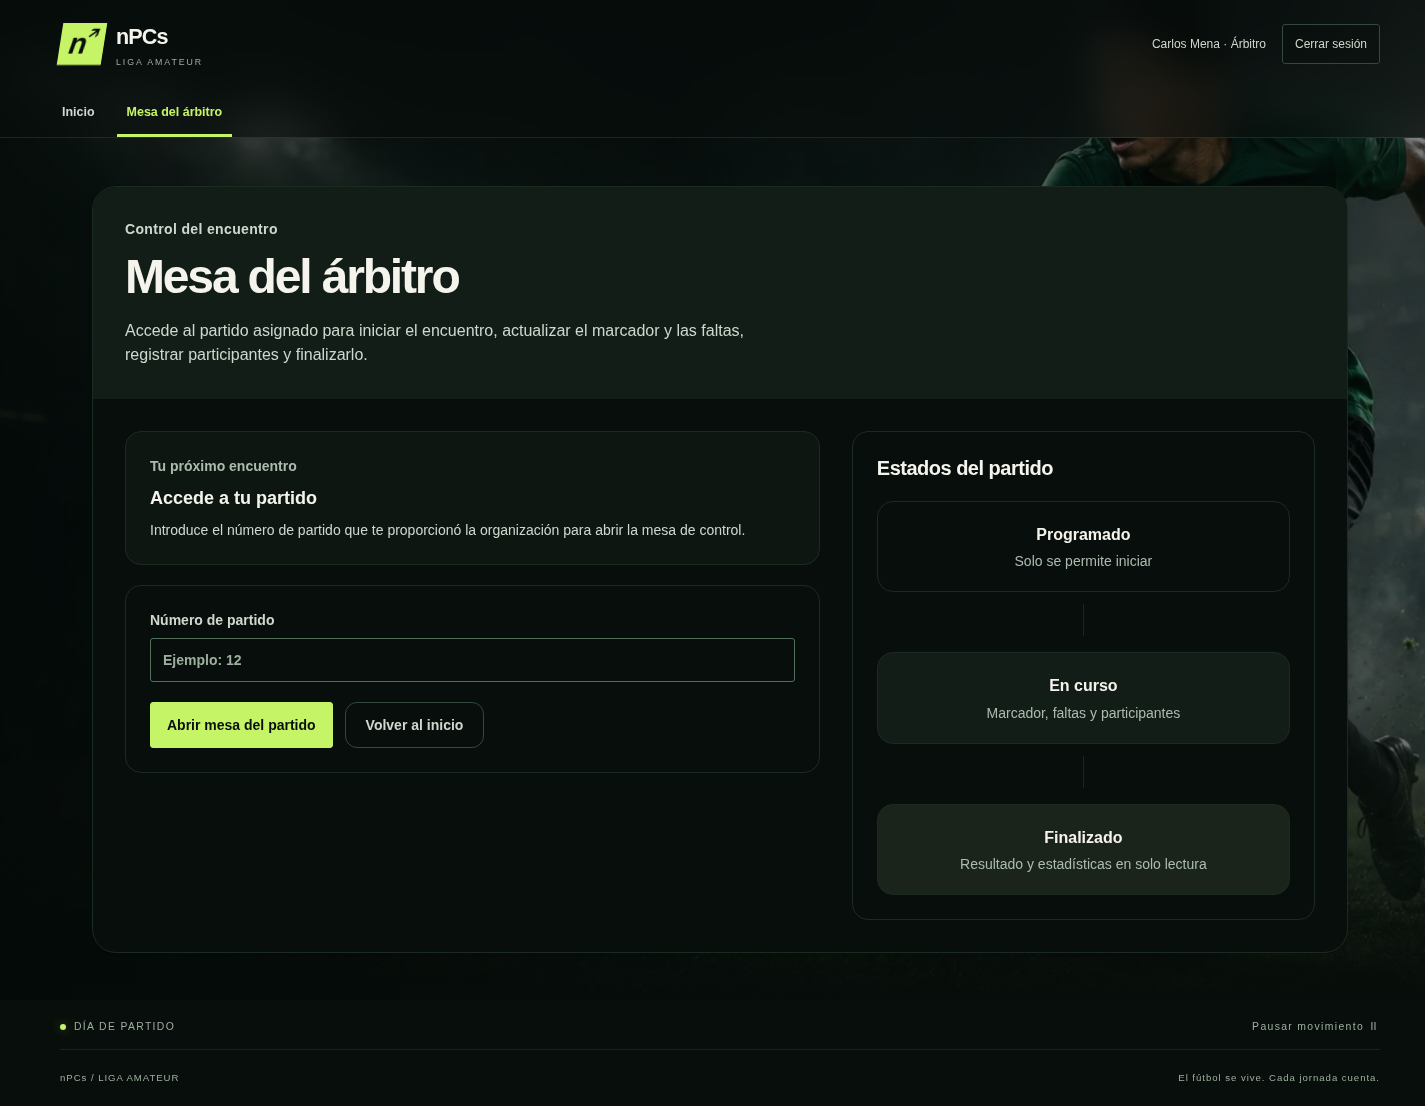 n
nPCs
LIGA AMATEUR
Carlos Mena · Árbitro
Cerrar sesión
Inicio
Mesa del árbitro
Control del encuentro
Mesa del árbitro
Accede al partido asignado para iniciar el encuentro, actualizar el marcador y las faltas,
registrar participantes y finalizarlo.
Tu próximo encuentro
Accede a tu partido
Introduce el número de partido que te proporcionó la organización para abrir la mesa de control.
Número de partido
Ejemplo: 12
Abrir mesa del partido
Volver al inicio
Estados del partido
Programado
Solo se permite iniciar
En curso
Marcador, faltas y participantes
Finalizado
Resultado y estadísticas en solo lectura
DÍA DE PARTIDO
Pausar movimiento
nPCs / LIGA AMATEUR
El fútbol se vive. Cada jornada cuenta.